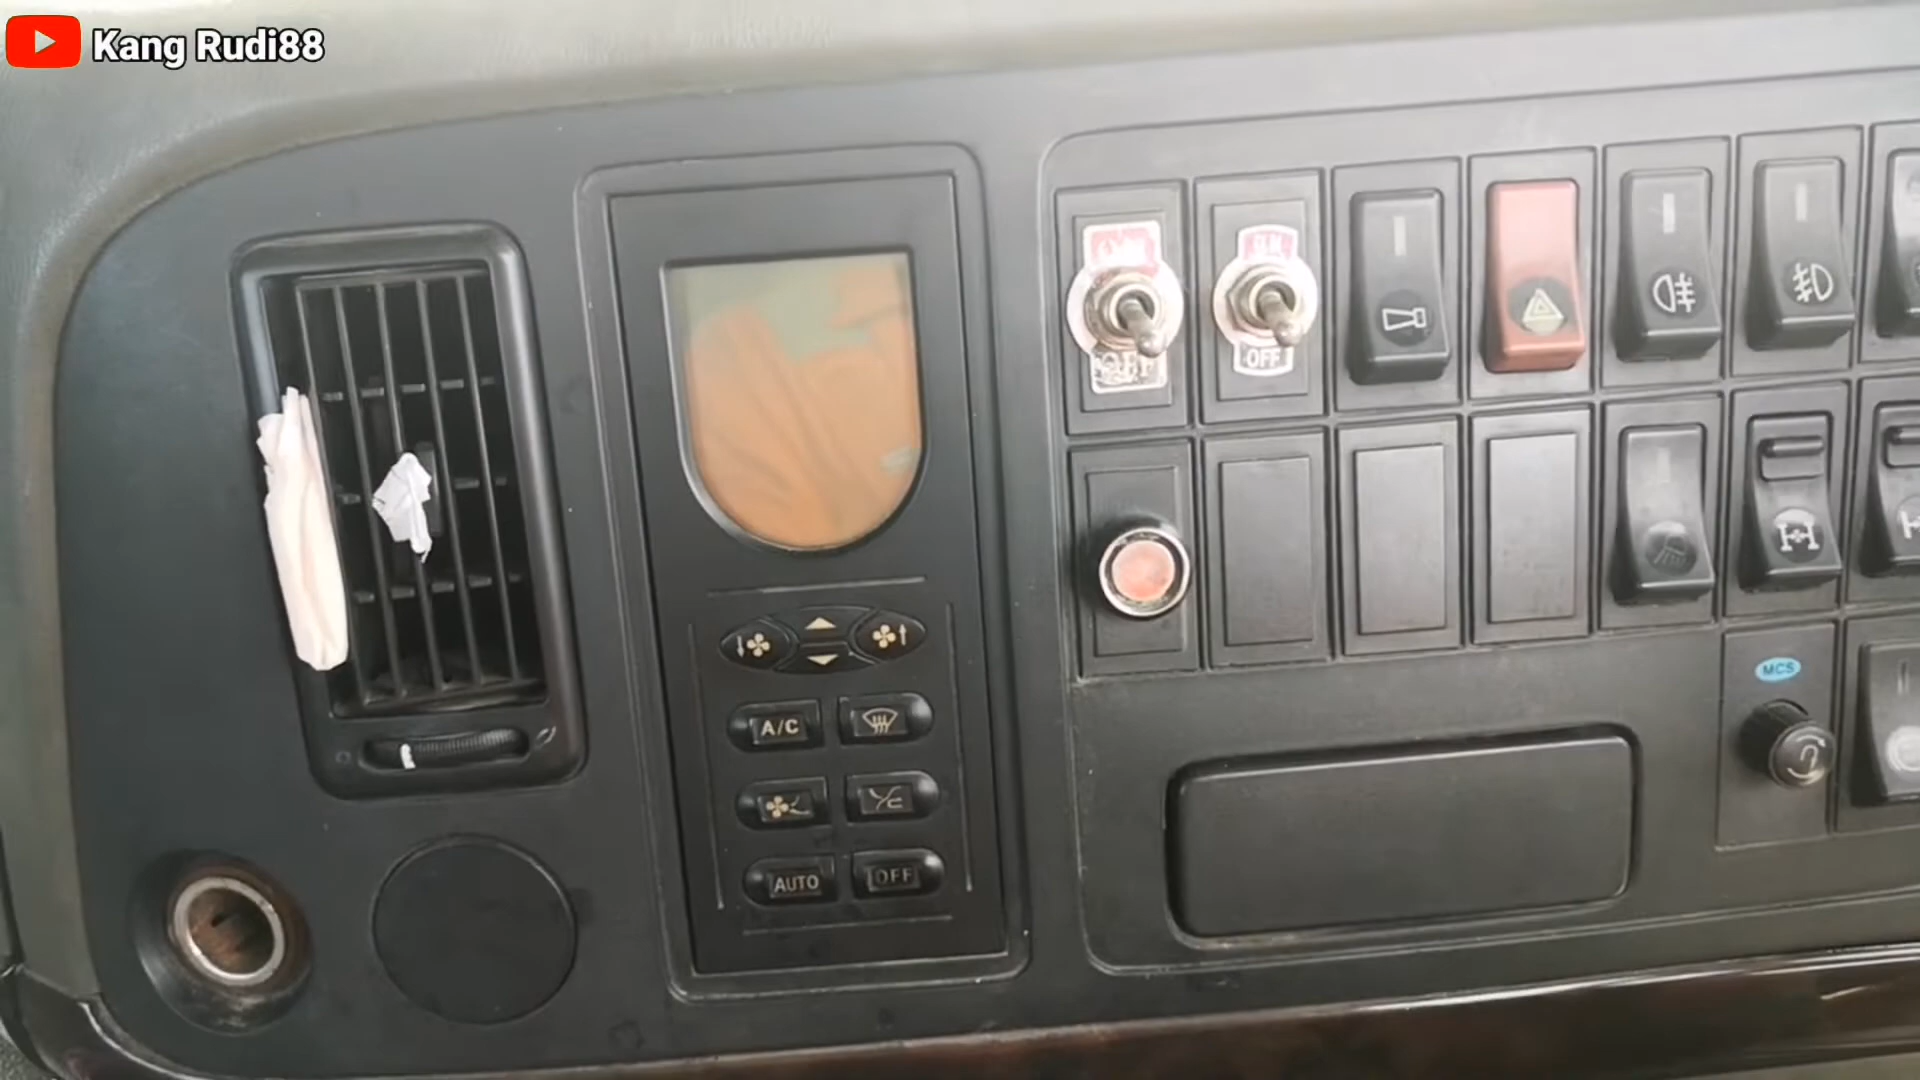 Kang Rudi88
OFF
OFF
MCS
A/C
AUTO
OFF